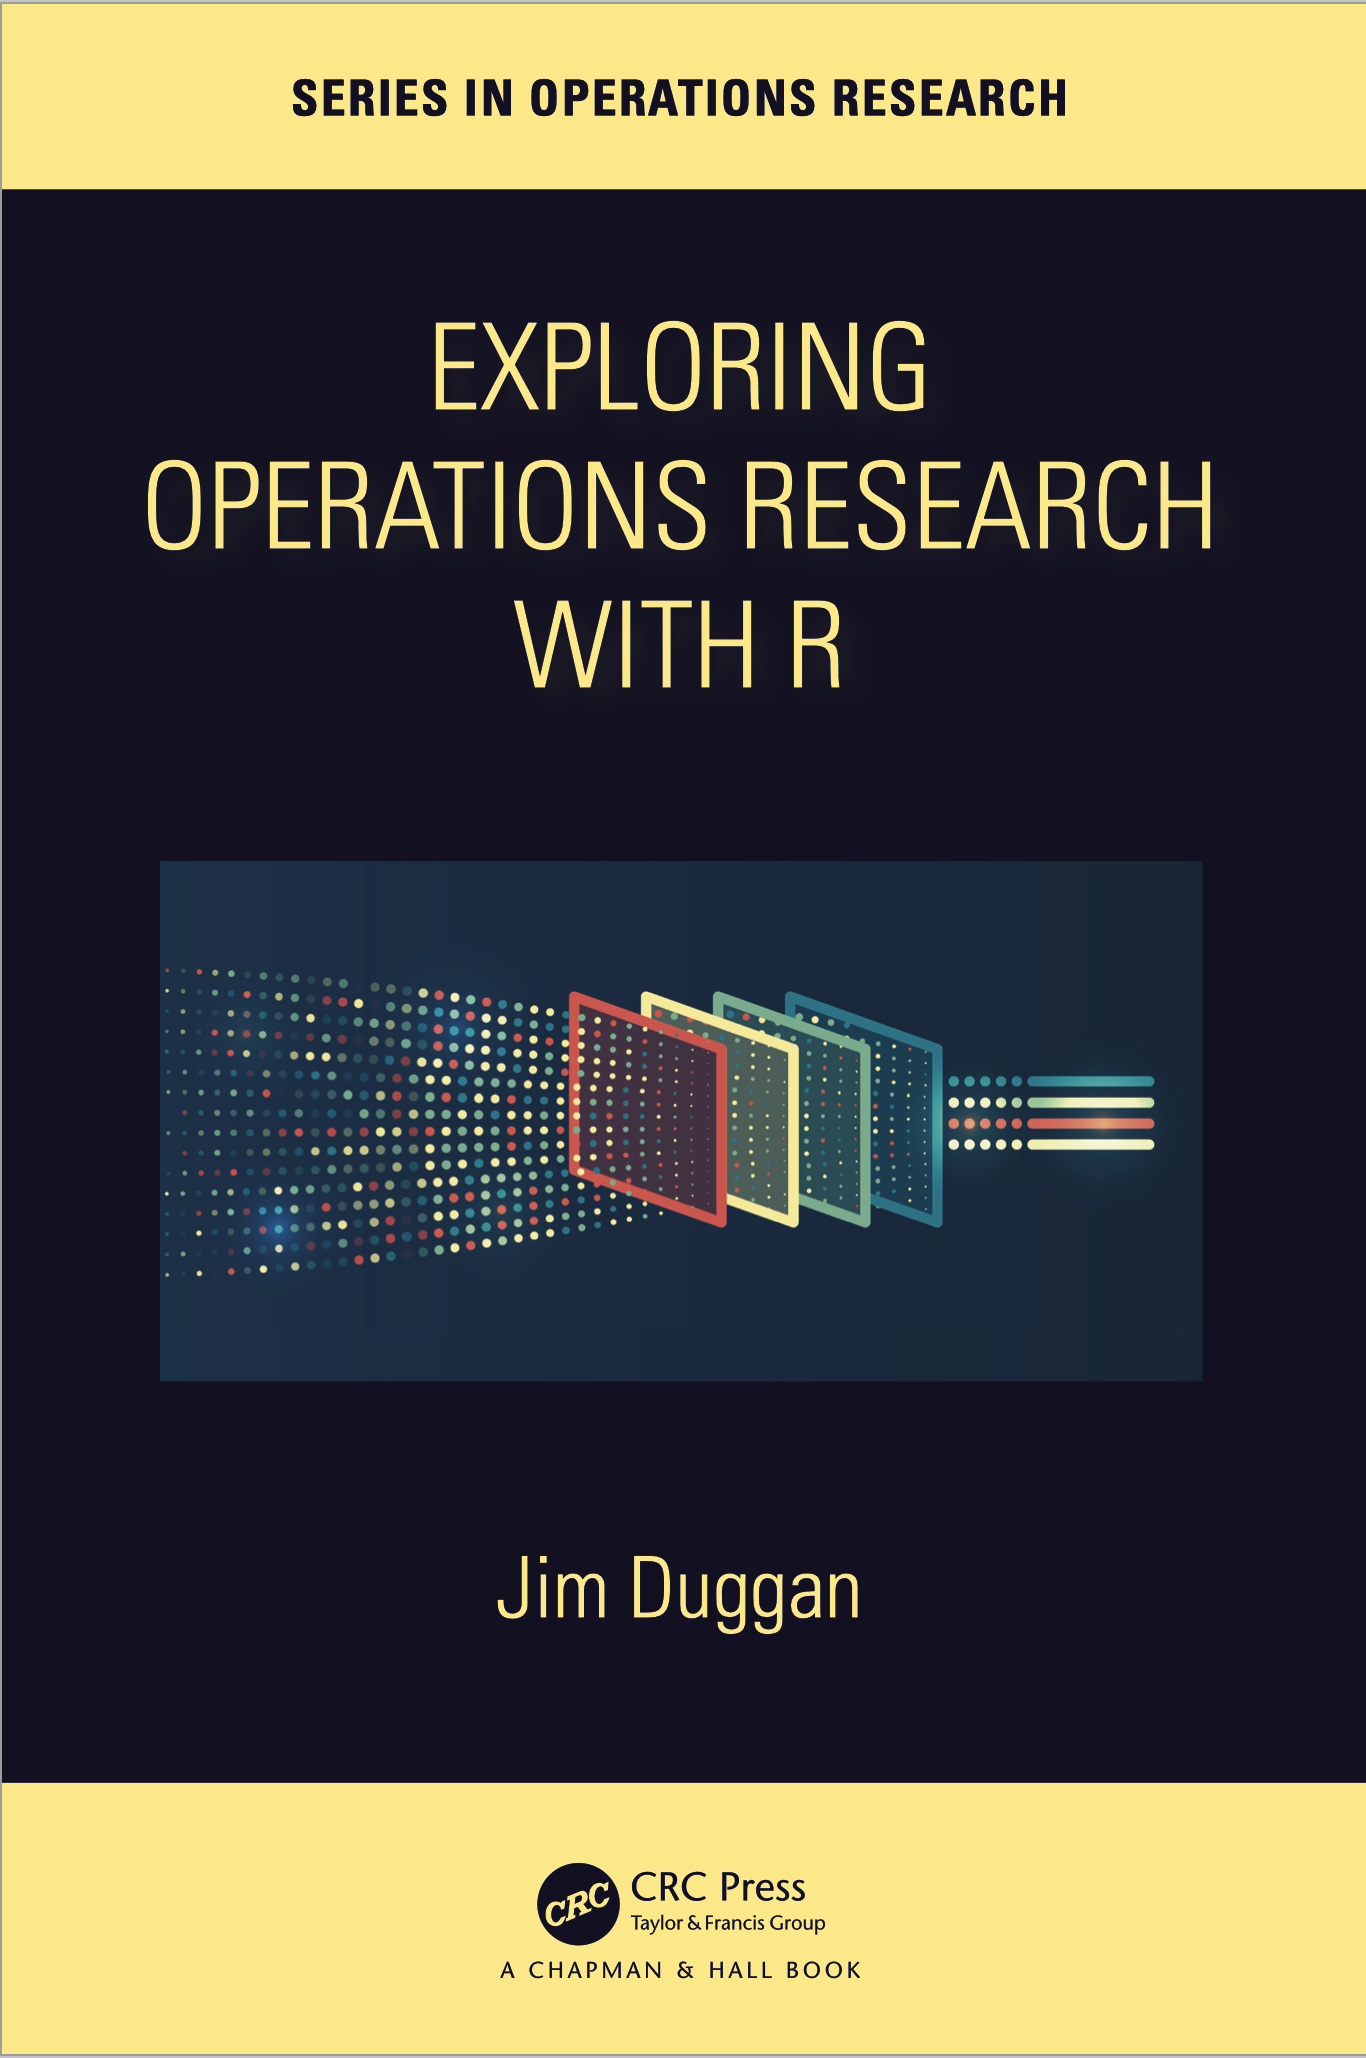 SERIES IN OPERATIONS RESEARCH
EXPLORING
OPERATIONS RESEARCH
WITH R
Jim Duggan
CRC
CRC Press
Taylor & Francis Group
A CHAPMAN & HALL BOOK